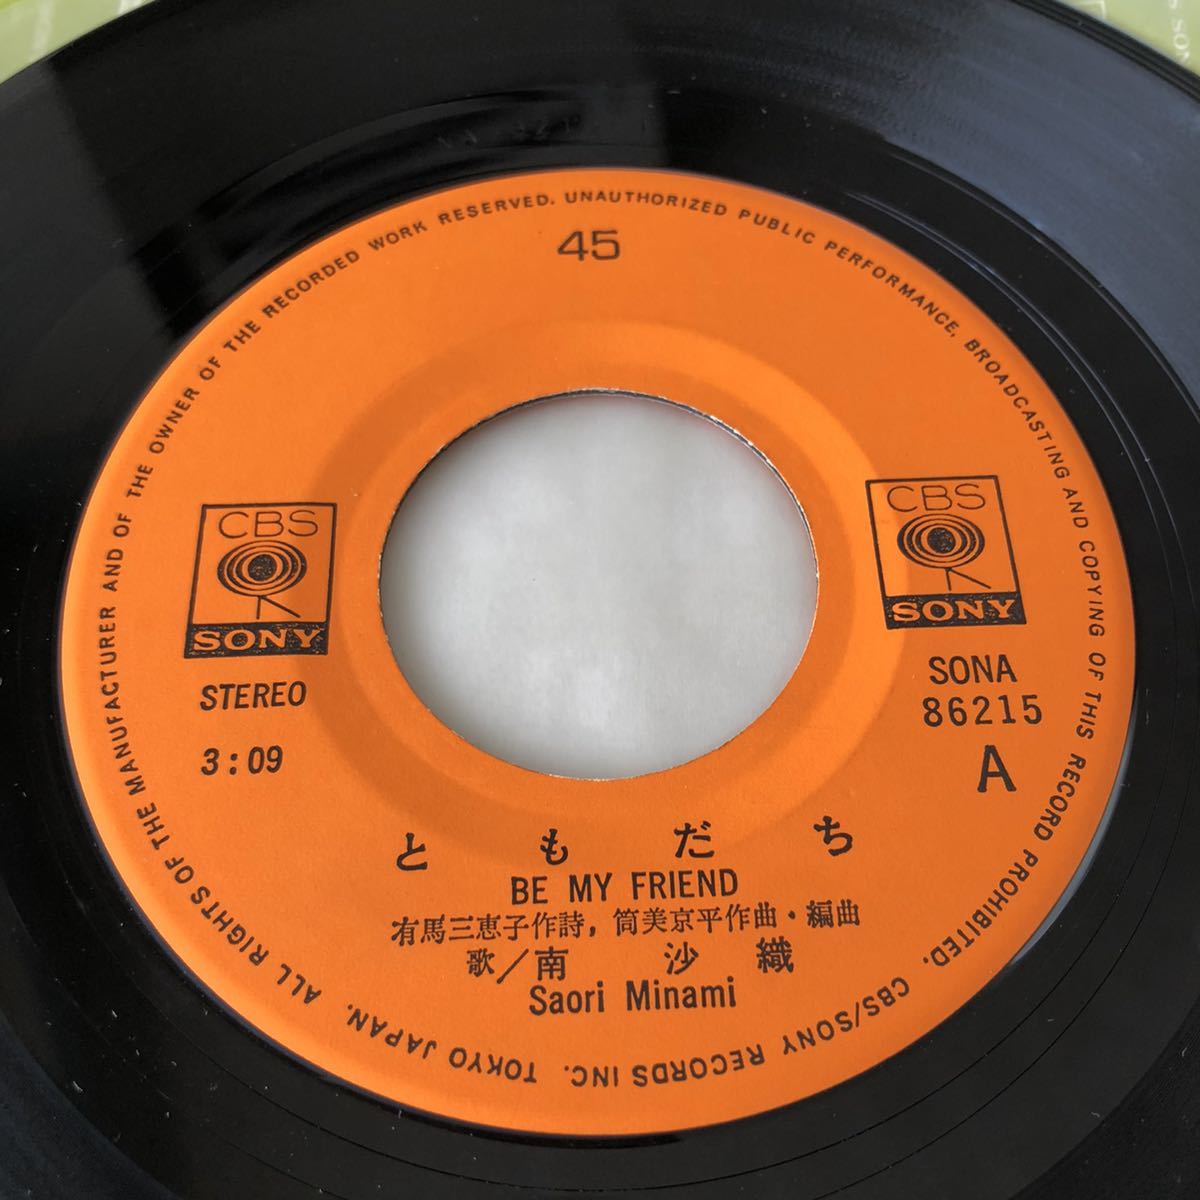 45
CBS
SONY
CBS
SONY
STEREO
3:09
SONA
86215
A
ともだち
BE MY FRIEND
有馬三恵子作詩，筒美京平作曲・編曲
歌／南 沙織
Saori Minami
ALL RIGHTS OF THE MANUFACTURER AND OF THE OWNER OF THE RECORDED WORK RESERVED. UNAUTHORIZED PUBLIC PERFORMANCE, BROADCASTING AND COPYING OF THIS RECORD PROHIBITED.
CBS/SONY RECORDS INC. TOKYO JAPAN.